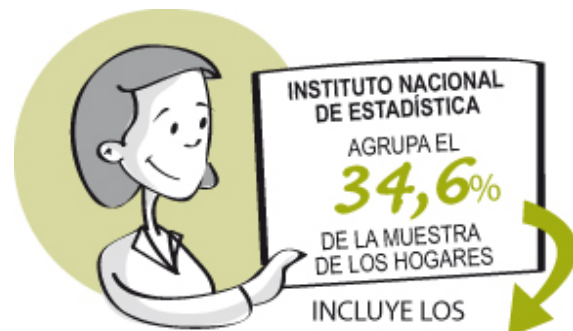 INSTITUTO NACIONAL
DE ESTADÍSTICA
AGRUPA EL
34,6%
DE LA MUESTRA
DE LOS HOGARES
INCLUYE LOS